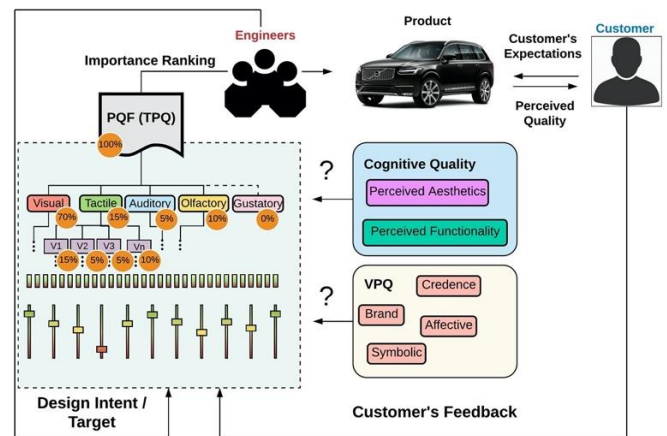 Engineers
Product
Customer
Importance Ranking
Customer's
Expectations
Perceived
Quality
PQF (TPQ)
100%
?
Cognitive Quality
Perceived Aesthetics
Perceived Functionality
Visual
Tactile
Auditory
Olfactory
Gustatory
70%
15%
5%
10%
0%
V1
V2
V3
Vn
15%
5%
5%
10%
?
VPQ
Credence
Brand
Affective
Symbolic
Design Intent /
Target
Customer's Feedback